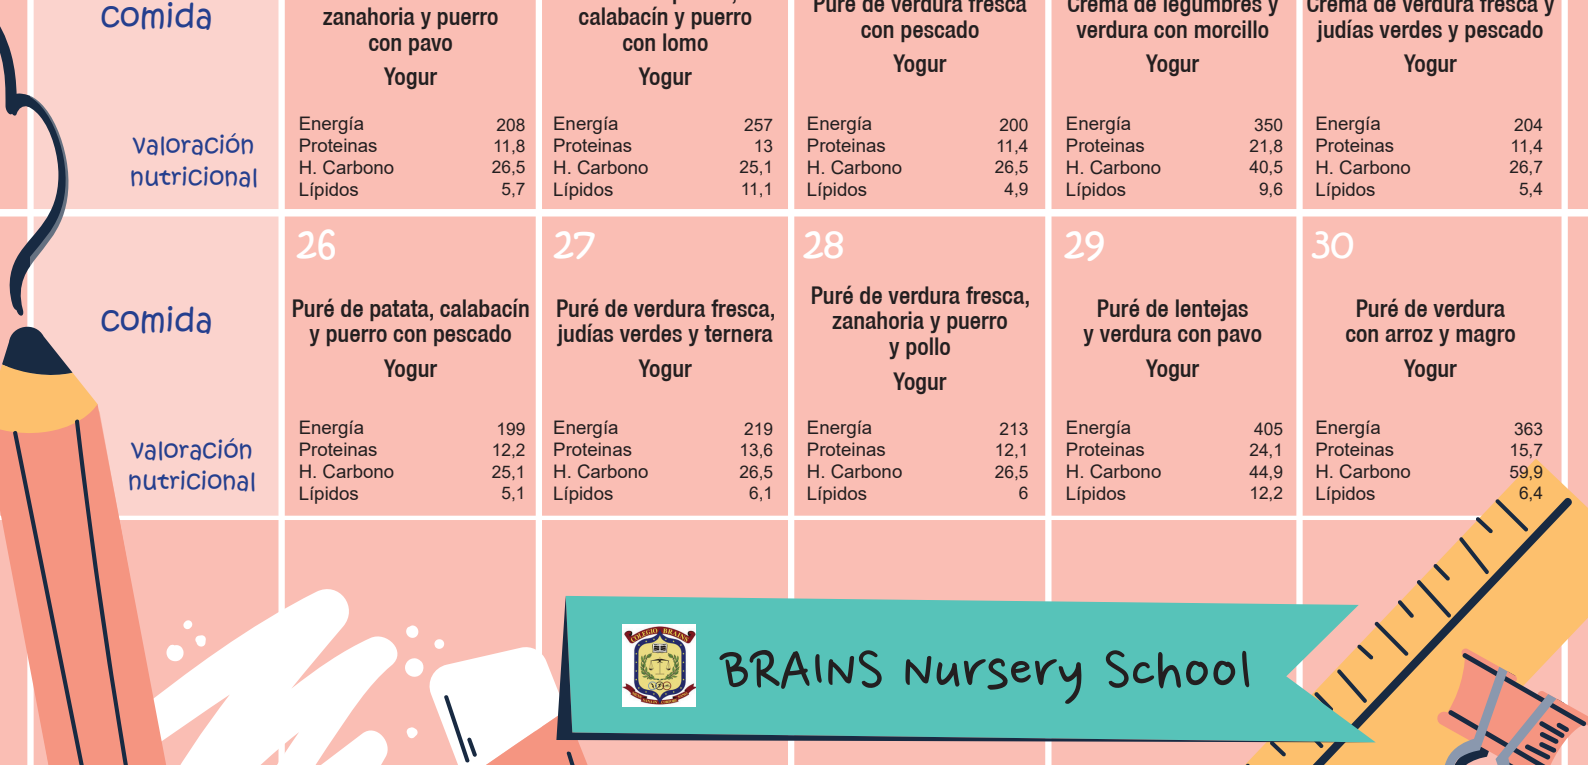 comida
zanahoria y puerro
con pavo
Yogur
calabacín y puerro
con lomo
Yogur
Puré de verdura fresca
con pescado
Yogur
Crema de legumbres y
verdura con morcillo
Yogur
Crema de verdura fresca y
judías verdes y pescado
Yogur
valoración
nutricional
Energía 208
Proteinas 11,8
H. Carbono 26,5
Lípidos 5,7
Energía 257
Proteinas 13
H. Carbono 25,1
Lípidos 11,1
Energía 200
Proteinas 11,4
H. Carbono 26,5
Lípidos 4,9
Energía 350
Proteinas 21,8
H. Carbono 40,5
Lípidos 9,6
Energía 204
Proteinas 11,4
H. Carbono 26,7
Lípidos 5,4
comida
26
Puré de patata, calabacín
y puerro con pescado
Yogur
27
Puré de verdura fresca,
judías verdes y ternera
Yogur
28
Puré de verdura fresca,
zanahoria y puerro
y pollo
Yogur
29
Puré de lentejas
y verdura con pavo
Yogur
30
Puré de verdura
con arroz y magro
Yogur
valoración
nutricional
Energía 199
Proteinas 12,2
H. Carbono 25,1
Lípidos 5,1
Energía 219
Proteinas 13,6
H. Carbono 26,5
Lípidos 6,1
Energía 213
Proteinas 12,1
H. Carbono 26,5
Lípidos 6
Energía 405
Proteinas 24,1
H. Carbono 44,9
Lípidos 12,2
Energía 363
Proteinas 15,7
H. Carbono 59,9
Lípidos 6,4
COLEGIO BRAINS
BRAINS Nursery School